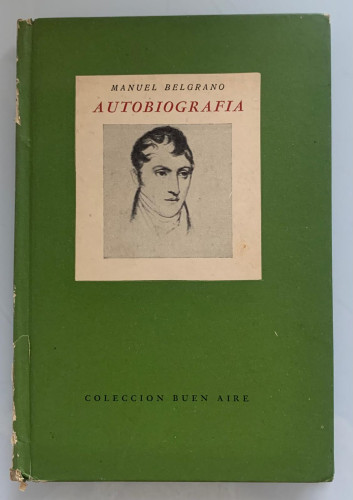 MANUEL BELGRANO
AUTOBIOGRAFIA
COLECCION BUEN AIRE